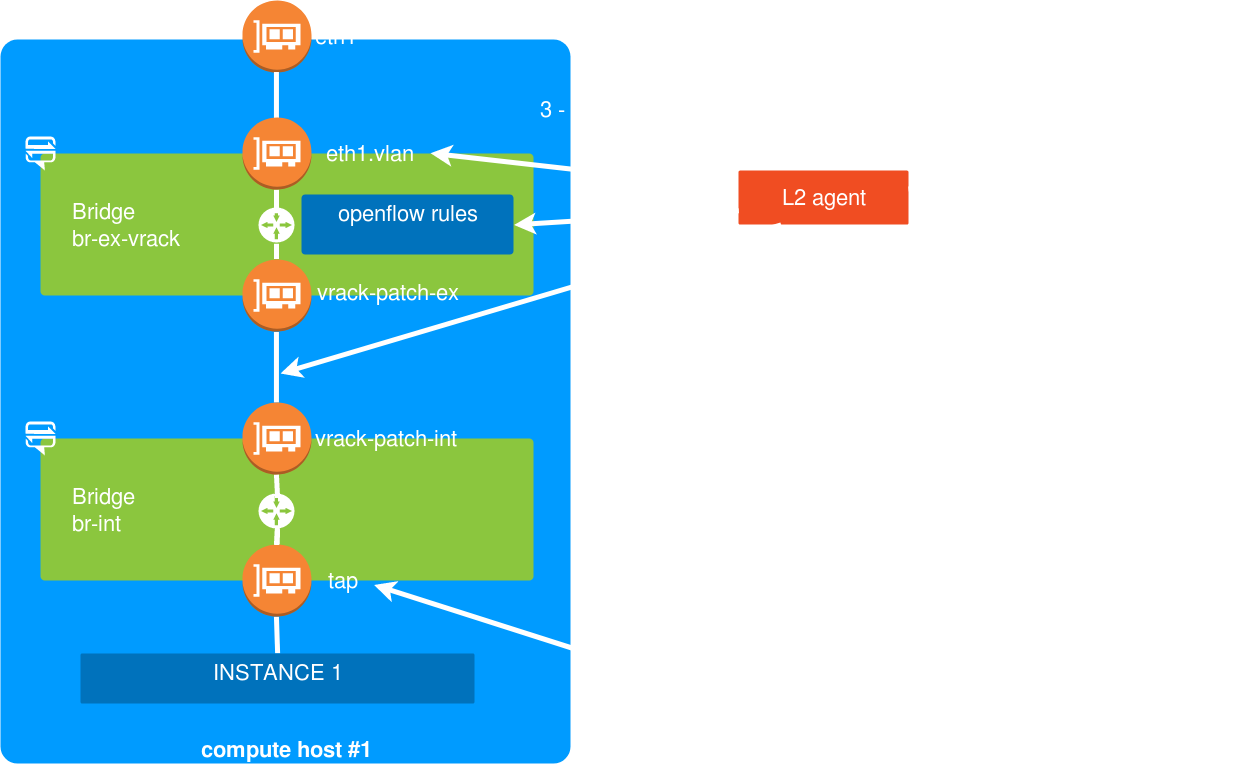 eth1
3 -
eth1.vlan
L2 agent
openflow rules
Bridge
br-ex-vrack
vrack-patch-ex
vrack-patch-int
Bridge
br-int
tap
INSTANCE 1
compute host #1